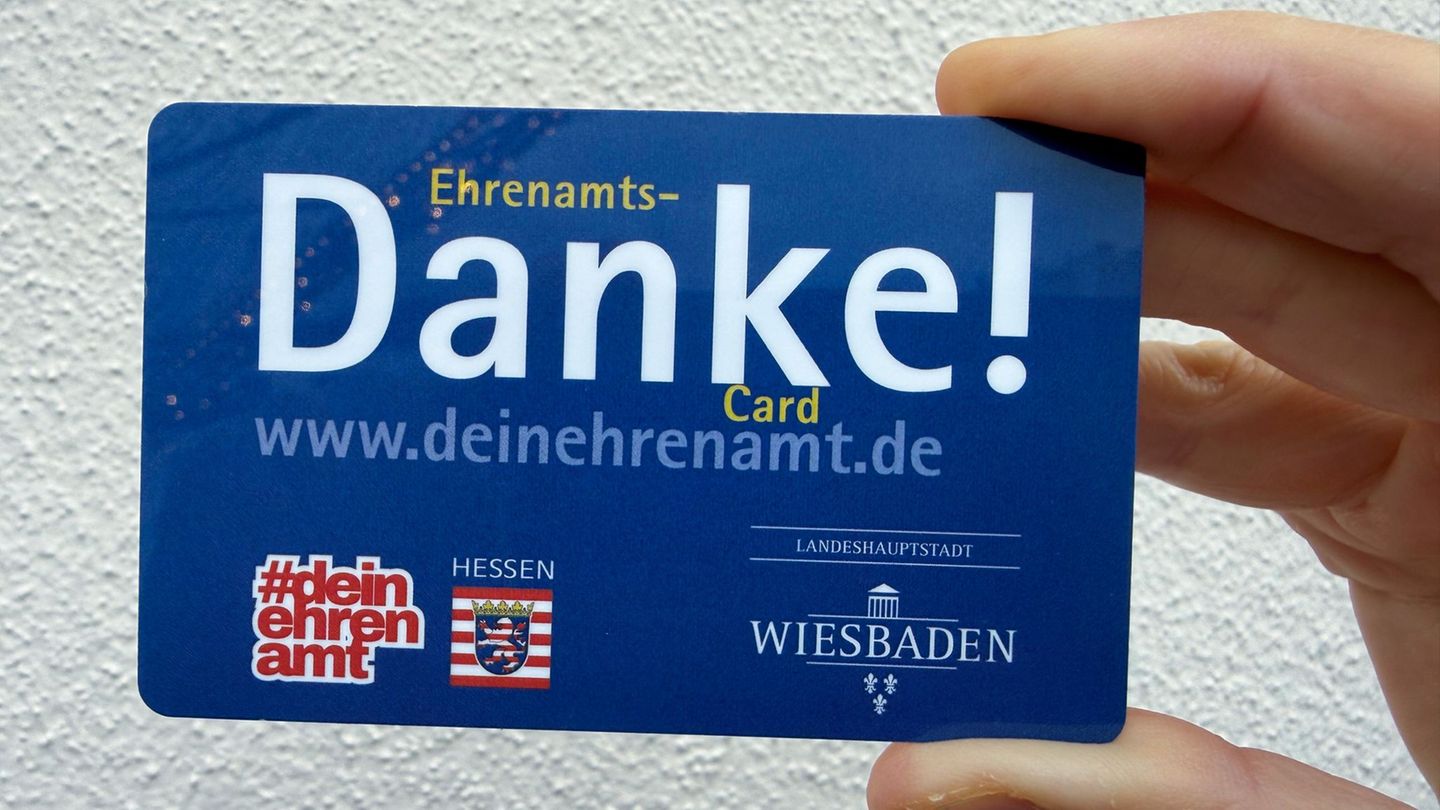 Ehrenamts-
Danke!
Card
www.deinehrenamt.de
#dein
ehren
amt
HESSEN
LANDESHAUPTSTADT
WIESBADEN